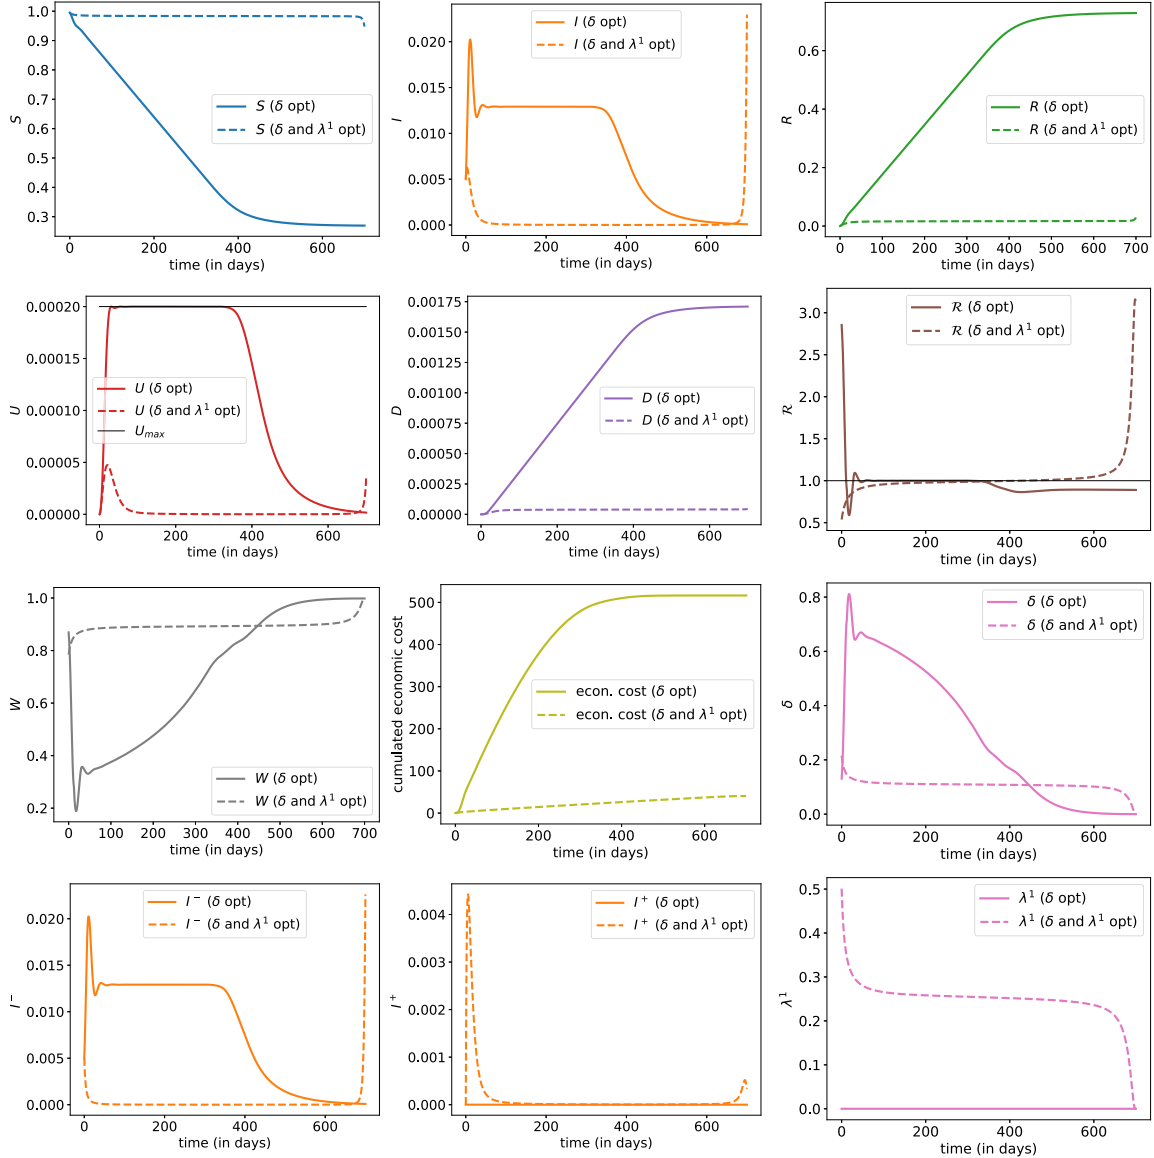 1.0
0.9
0.8
0.7
0.6
0.5
0.4
0.3
S
S (δ opt)
S (δ and λ¹ opt)
0 200 400 600
time (in days)
0.020
0.015
0.010
0.005
0.000
I
I (δ opt)
I (δ and λ¹ opt)
0 200 400 600
time (in days)
0.6
0.4
0.2
0.0
R
R (δ opt)
R (δ and λ¹ opt)
0 100 200 300 400 500 600 700
time (in days)
0.00020
0.00015
0.00010
0.00005
0.00000
U
U (δ opt)
U (δ and λ¹ opt)
U_max
0 200 400 600
time (in days)
0.00175
0.00150
0.00125
0.00100
0.00075
0.00050
0.00025
0.00000
D
D (δ opt)
D (δ and λ¹ opt)
0 200 400 600
time (in days)
3.0
2.5
2.0
1.5
1.0
0.5
ℛ
ℛ (δ opt)
ℛ (δ and λ¹ opt)
0 200 400 600
time (in days)
1.0
0.8
0.6
0.4
0.2
W
W (δ opt)
W (δ and λ¹ opt)
0 100 200 300 400 500 600 700
time (in days)
500
400
300
200
100
0
cumulated economic cost
econ. cost (δ opt)
econ. cost (δ and λ¹ opt)
0 200 400 600
time (in days)
0.8
0.6
0.4
0.2
0.0
δ
δ (δ opt)
δ (δ and λ¹ opt)
0 200 400 600
time (in days)
0.020
0.015
0.010
0.005
0.000
I⁻
I⁻ (δ opt)
I⁻ (δ and λ¹ opt)
0 200 400 600
time (in days)
0.004
0.003
0.002
0.001
0.000
I⁺
I⁺ (δ opt)
I⁺ (δ and λ¹ opt)
0 200 400 600
time (in days)
0.5
0.4
0.3
0.2
0.1
0.0
λ¹
λ¹ (δ opt)
λ¹ (δ and λ¹ opt)
0 200 400 600
time (in days)